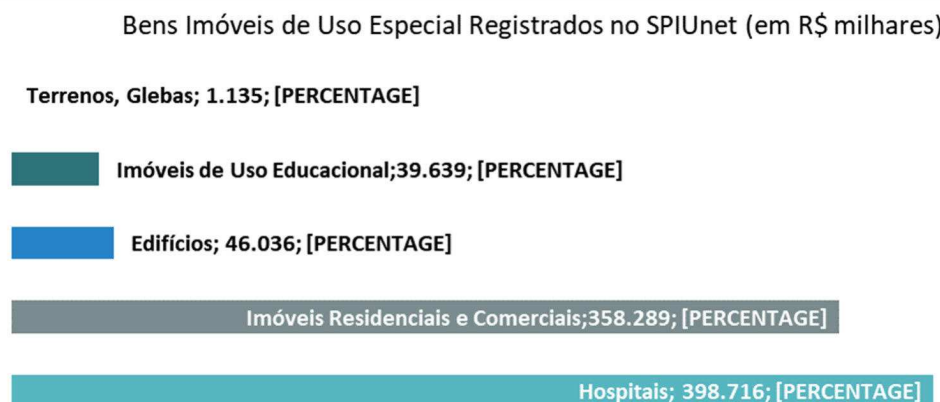 Bens Imóveis de Uso Especial Registrados no SPIUnet (em R$ milhares)
Terrenos, Glebas; 1.135; [PERCENTAGE]
Imóveis de Uso Educacional;39.639; [PERCENTAGE]
Edifícios; 46.036; [PERCENTAGE]
Imóveis Residenciais e Comerciais;358.289; [PERCENTAGE]
Hospitais; 398.716; [PERCENTAGE]